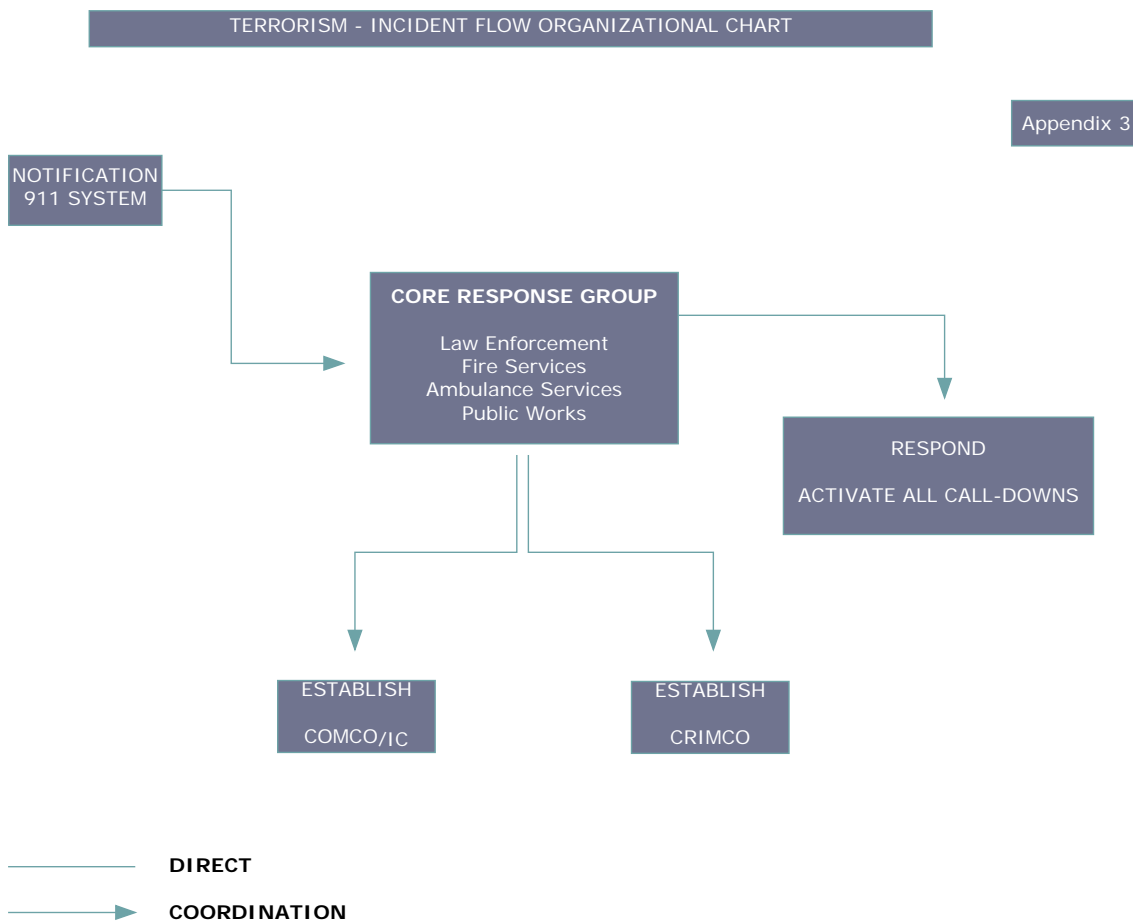 TERRORISM - INCIDENT FLOW ORGANIZATIONAL CHART
Appendix 3
NOTIFICATION
911 SYSTEM
CORE RESPONSE GROUP
Law Enforcement
Fire Services
Ambulance Services
Public Works
RESPOND
ACTIVATE ALL CALL-DOWNS
ESTABLISH
COMCO/IC
ESTABLISH
CRIMCO
DIRECT
COORDINATION